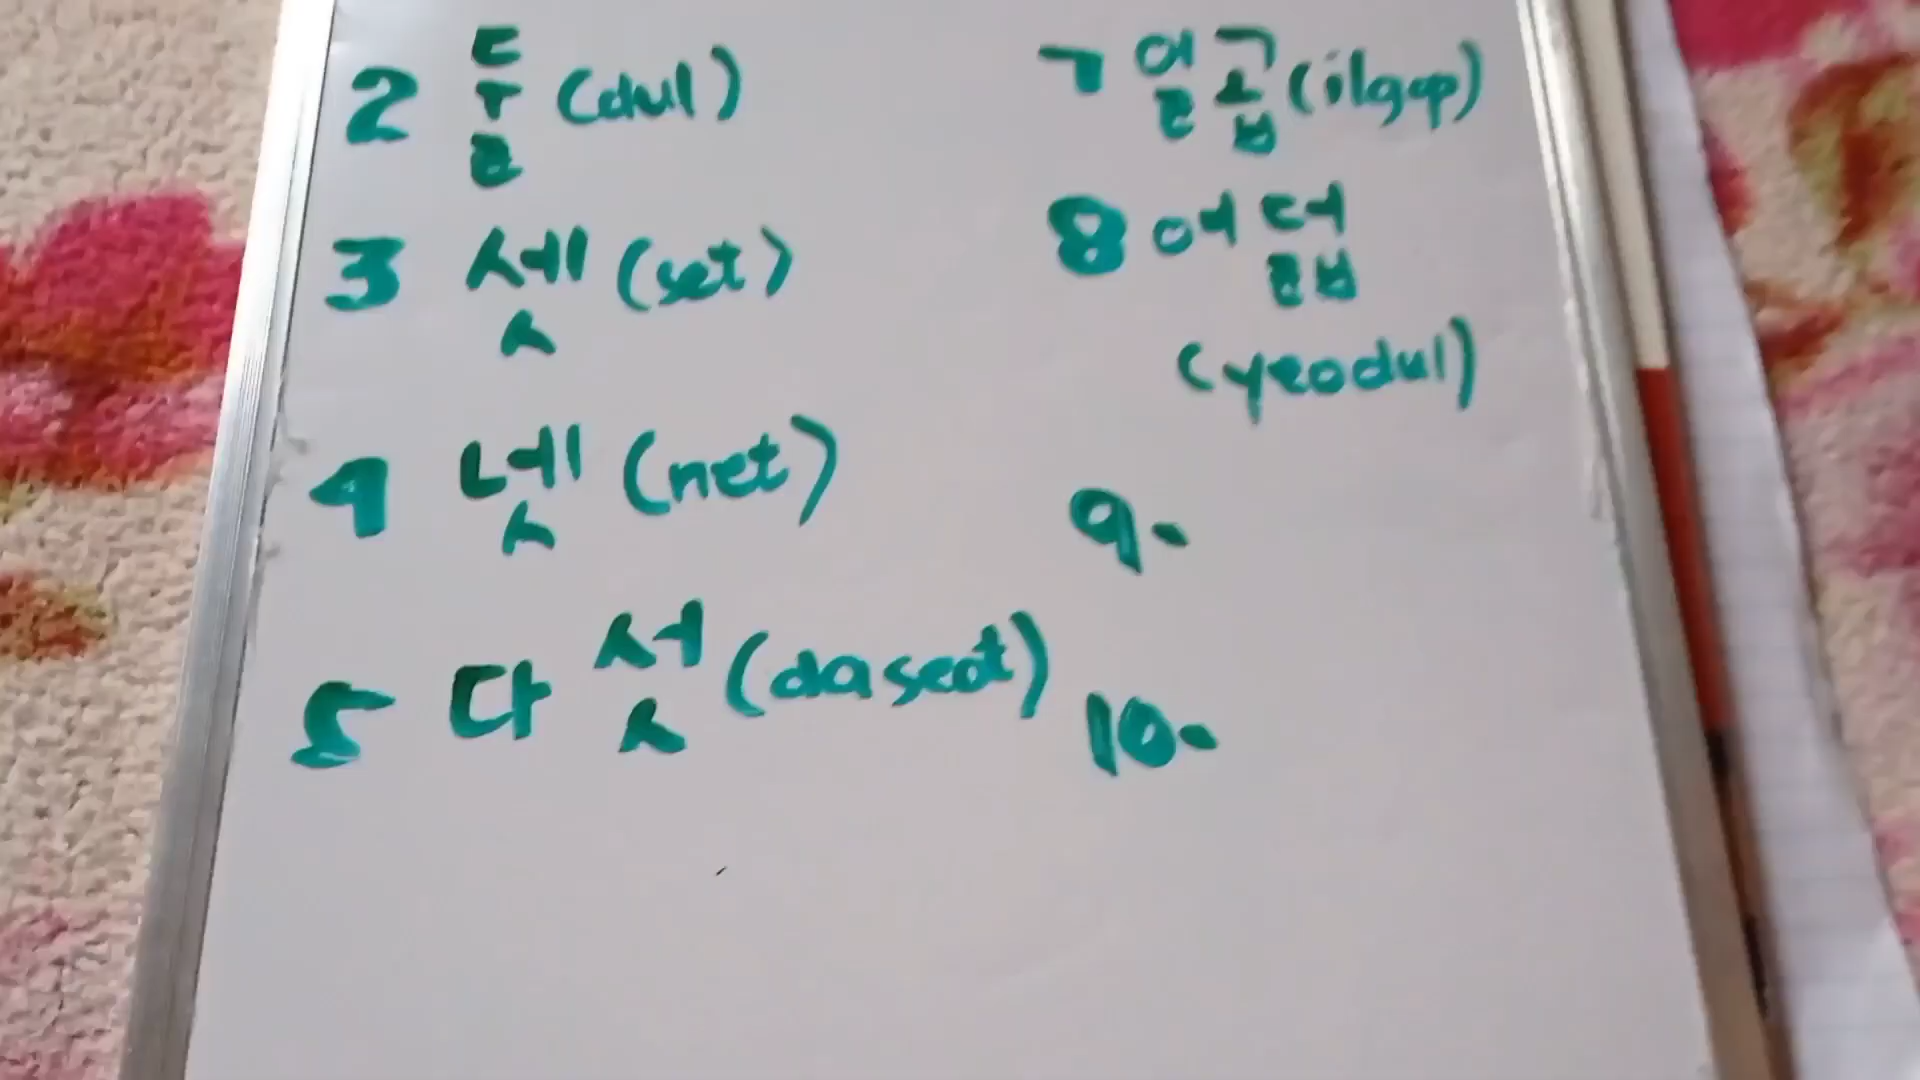 2 둘 (dul)
3 셋 (set)
4 넷 (net)
5 다섯 (daseot)
7 일곱 (ilgop)
8 여덟
(yeodul)
9.
10.